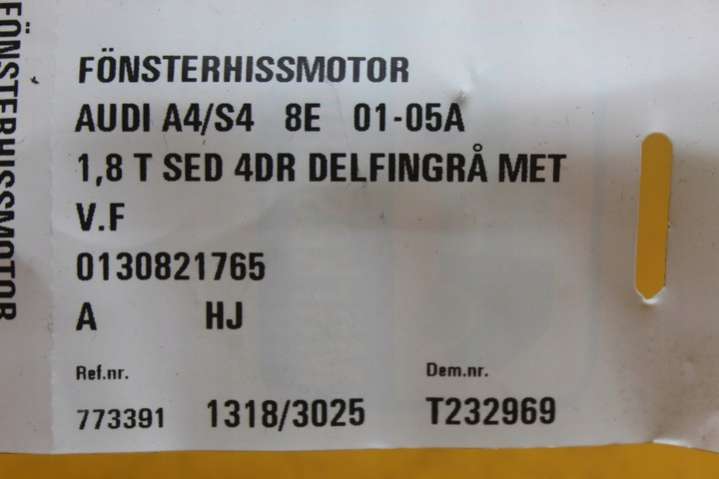 FÖNSTERHISSMOTOR
FÖNSTERHISSMOTOR
AUDI A4/S4 8E 01-05A
1,8 T SED 4DR DELFINGRÅ MET
V.F
0130821765
A HJ
Ref.nr. Dem.nr.
773391 1318/3025 T232969